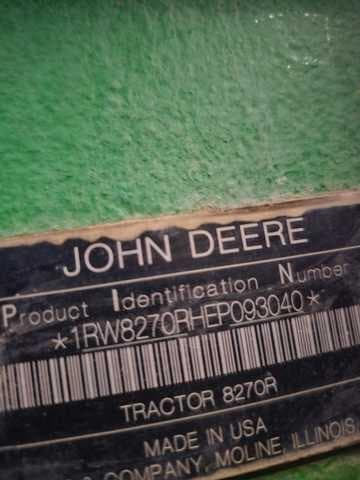 JOHN DEERE
Product Identification Number
*1RW8270RHEP093040*
TRACTOR 8270R
MADE IN USA
& COMPANY, MOLINE, ILLINOIS